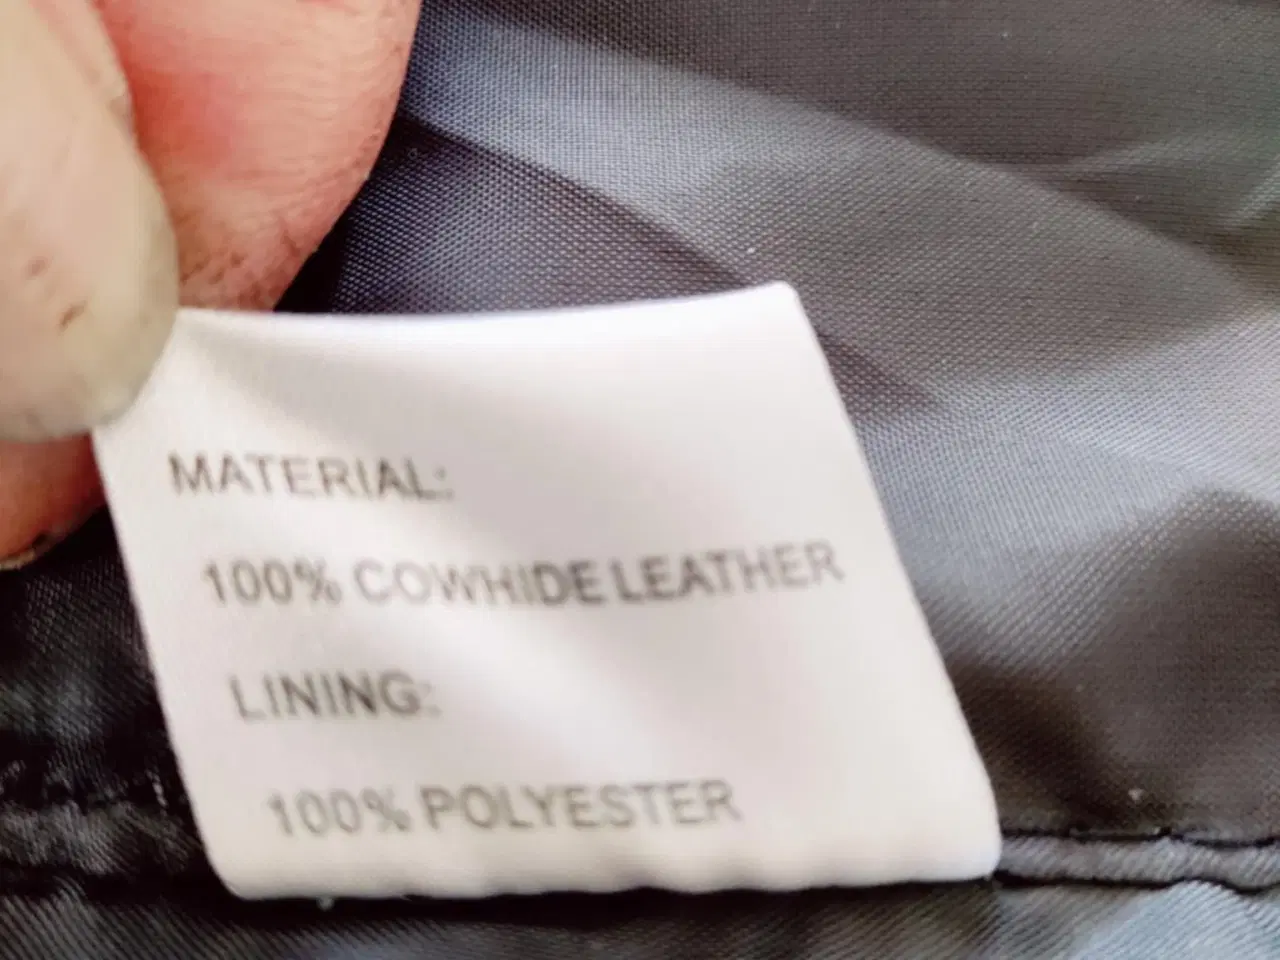 MATERIAL:
100% COWHIDE LEATHER
LINING:
100% POLYESTER